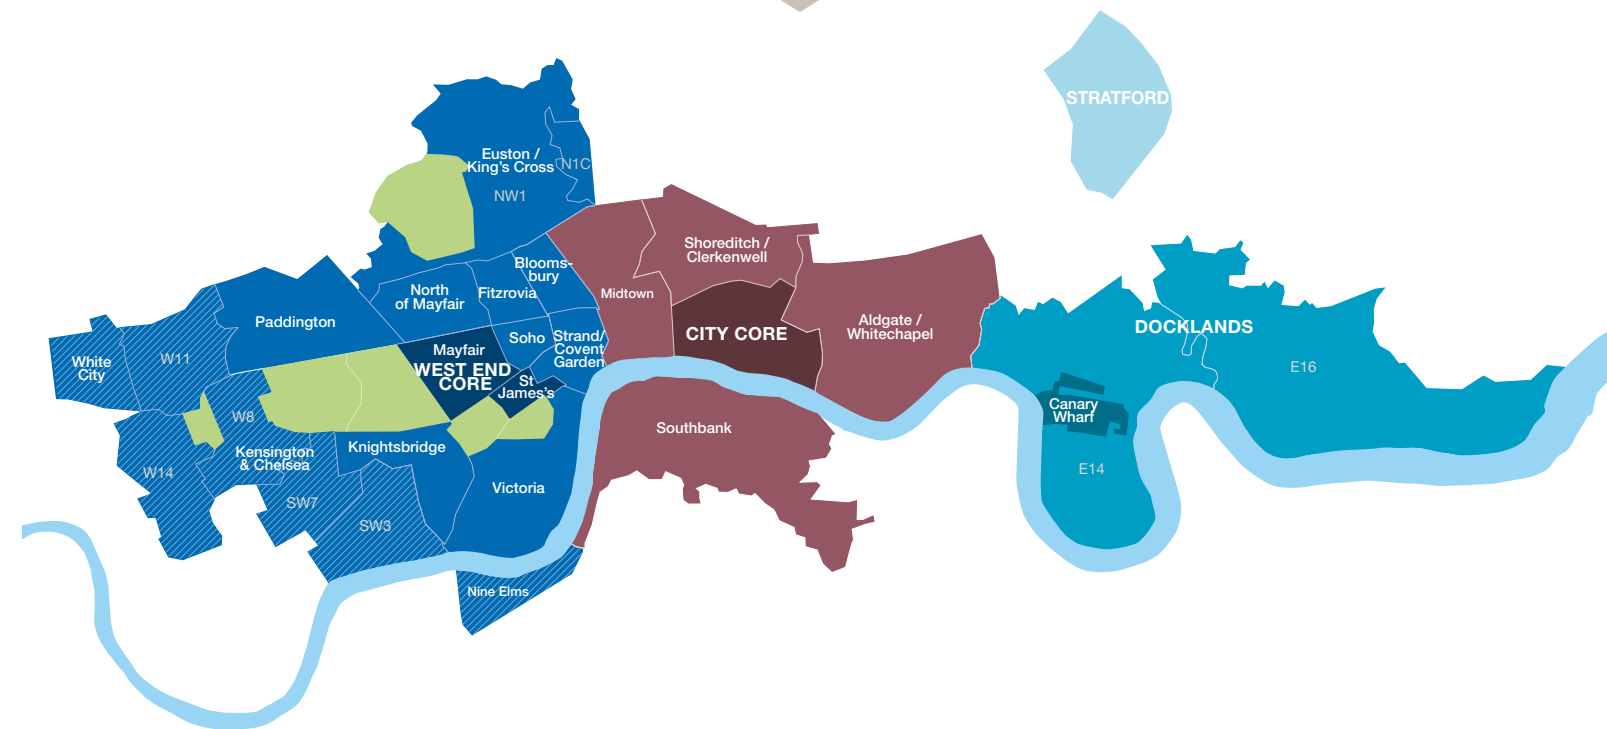 STRATFORD
Euston /
King's Cross
N1C
NW1
Shoreditch /
Clerkenwell
Blooms-
bury
North
of Mayfair
Fitzrovia
Midtown
Paddington
Aldgate /
Whitechapel
DOCKLANDS
CITY CORE
Soho
Strand/
Covent
Garden
Mayfair
WEST END
CORE
St
James's
White
City
W11
E16
Canary
Wharf
W8
Southbank
Knightsbridge
Kensington
& Chelsea
W14
E14
Victoria
SW7
SW3
Nine Elms